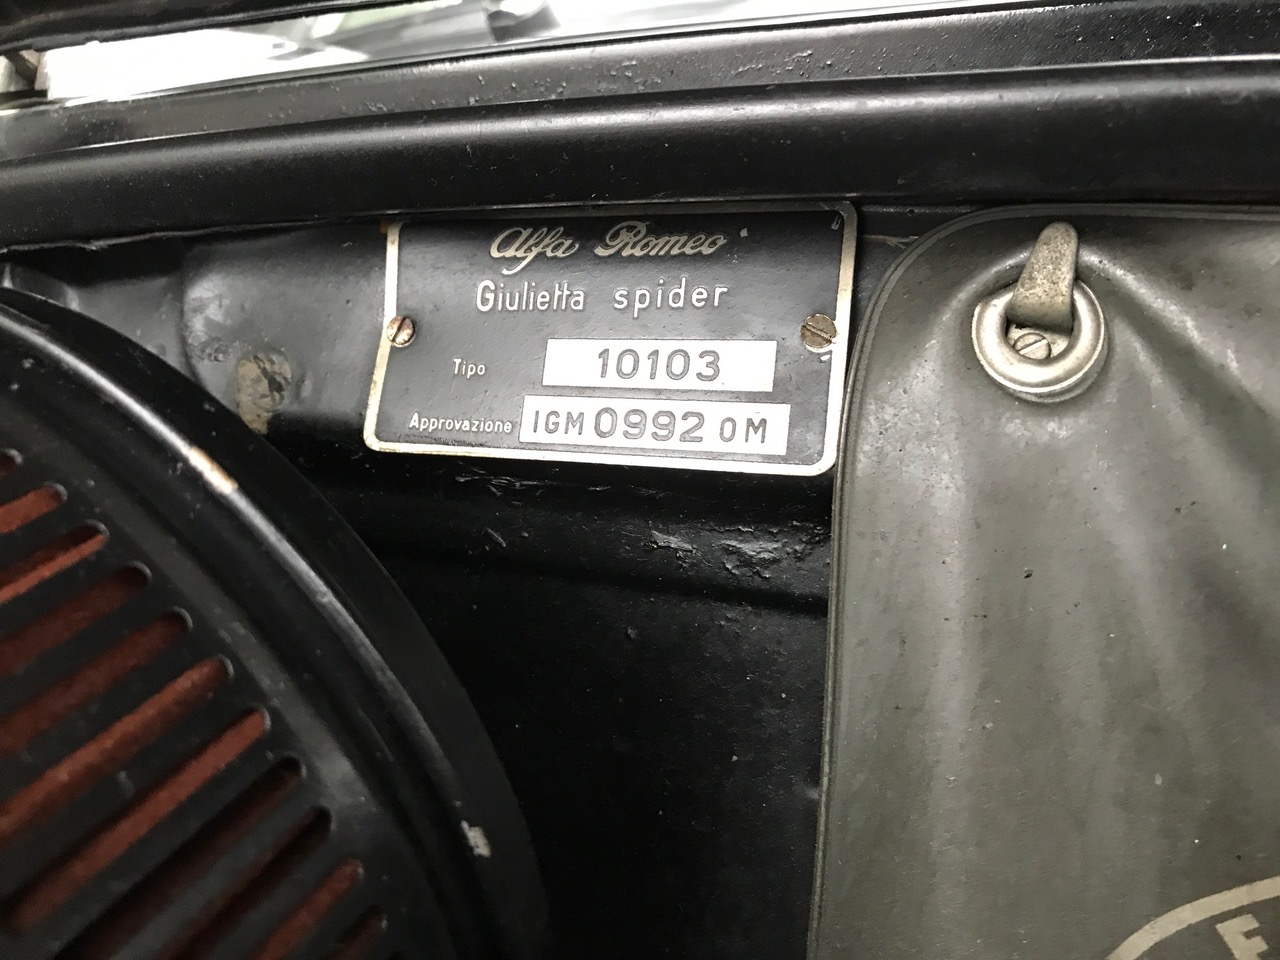 Alfa Romeo
Giulietta spider
Tipo 10103
Approvazione IGM 0992 OM